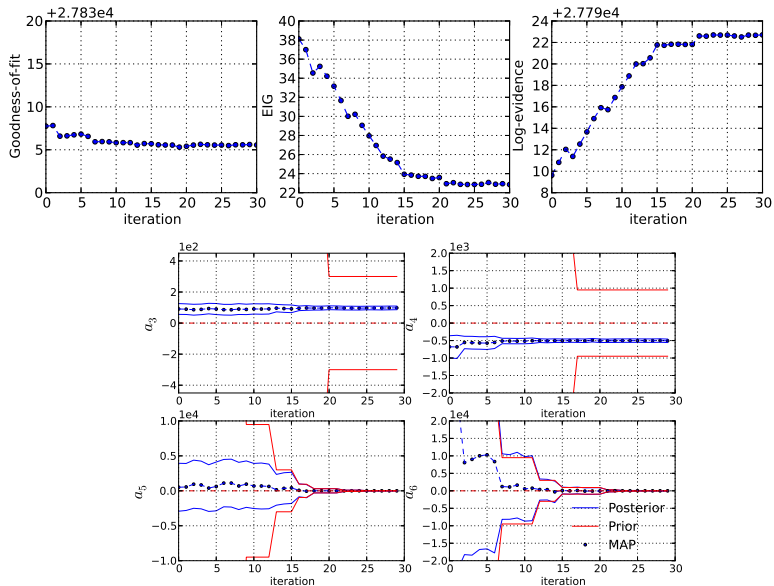 +2.783e4
Goodness-of-fit
20
15
10
5
0
0 5 10 15 20 25 30
iteration
EIG
40
38
36
34
32
30
28
26
24
22
0 5 10 15 20 25 30
iteration
+2.779e4
Log-evidence
24
22
20
18
16
14
12
10
8
0 5 10 15 20 25 30
iteration
1e2
a3
4
2
0
−2
−4
0 5 10 15 20 25 30
iteration
1e3
a4
2.0
1.5
1.0
0.5
0.0
−0.5
−1.0
−1.5
−2.0
0 5 10 15 20 25 30
iteration
1e4
a5
1.0
0.5
0.0
−0.5
−1.0
0 5 10 15 20 25 30
iteration
1e4
a6
2.0
1.5
1.0
0.5
0.0
−0.5
−1.0
−1.5
−2.0
0 5 10 15 20 25 30
iteration
Posterior
Prior
MAP